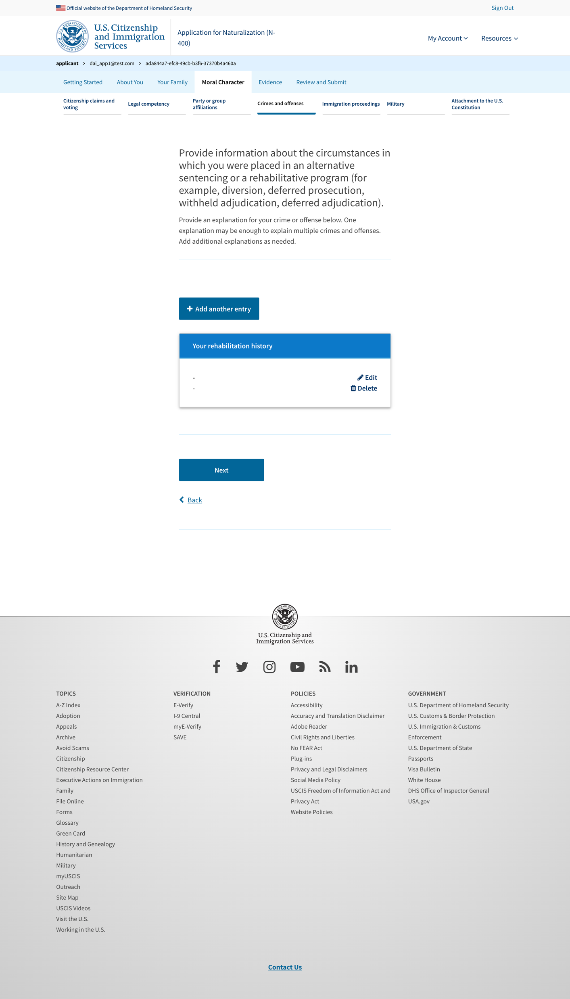 Official website of the Department of Homeland Security
Sign Out
U.S. Citizenship
and Immigration
Services
Application for Naturalization (N-
400)
My Account
Resources
applicant > dai_app1@test.com > ada844a7-efc8-49cb-b3f6-37370b4a460a
Getting Started
About You
Your Family
Moral Character
Evidence
Review and Submit
Citizenship claims and
voting
Legal competency
Party or group
affiliations
Crimes and offenses
Immigration proceedings
Military
Attachment to the U.S.
Constitution
Provide information about the circumstances in
which you were placed in an alternative
sentencing or a rehabilitative program (for
example, diversion, deferred prosecution,
withheld adjudication, deferred adjudication).
Provide an explanation for your crime or offense below. One
explanation may be enough to explain multiple crimes and offenses.
Add additional explanations as needed.
Add another entry
Your rehabilitation history
-
Edit
-
Delete
Next
Back
U.S. DEPARTMENT OF HOMELAND SECURITY
U.S. Citizenship and
Immigration Services
TOPICS
A-Z Index
Adoption
Appeals
Archive
Avoid Scams
Citizenship
Citizenship Resource Center
Executive Actions on Immigration
Family
File Online
Forms
Glossary
Green Card
History and Genealogy
Humanitarian
Military
myUSCIS
Outreach
Site Map
USCIS Videos
Visit the U.S.
Working in the U.S.
VERIFICATION
E-Verify
I-9 Central
myE-Verify
SAVE
POLICIES
Accessibility
Accuracy and Translation Disclaimer
Adobe Reader
Civil Rights and Liberties
No FEAR Act
Plug-ins
Privacy and Legal Disclaimers
Social Media Policy
USCIS Freedom of Information Act and
Privacy Act
Website Policies
GOVERNMENT
U.S. Department of Homeland Security
U.S. Customs & Border Protection
U.S. Immigration & Customs
Enforcement
U.S. Department of State
Passports
Visa Bulletin
White House
DHS Office of Inspector General
USA.gov
Contact Us